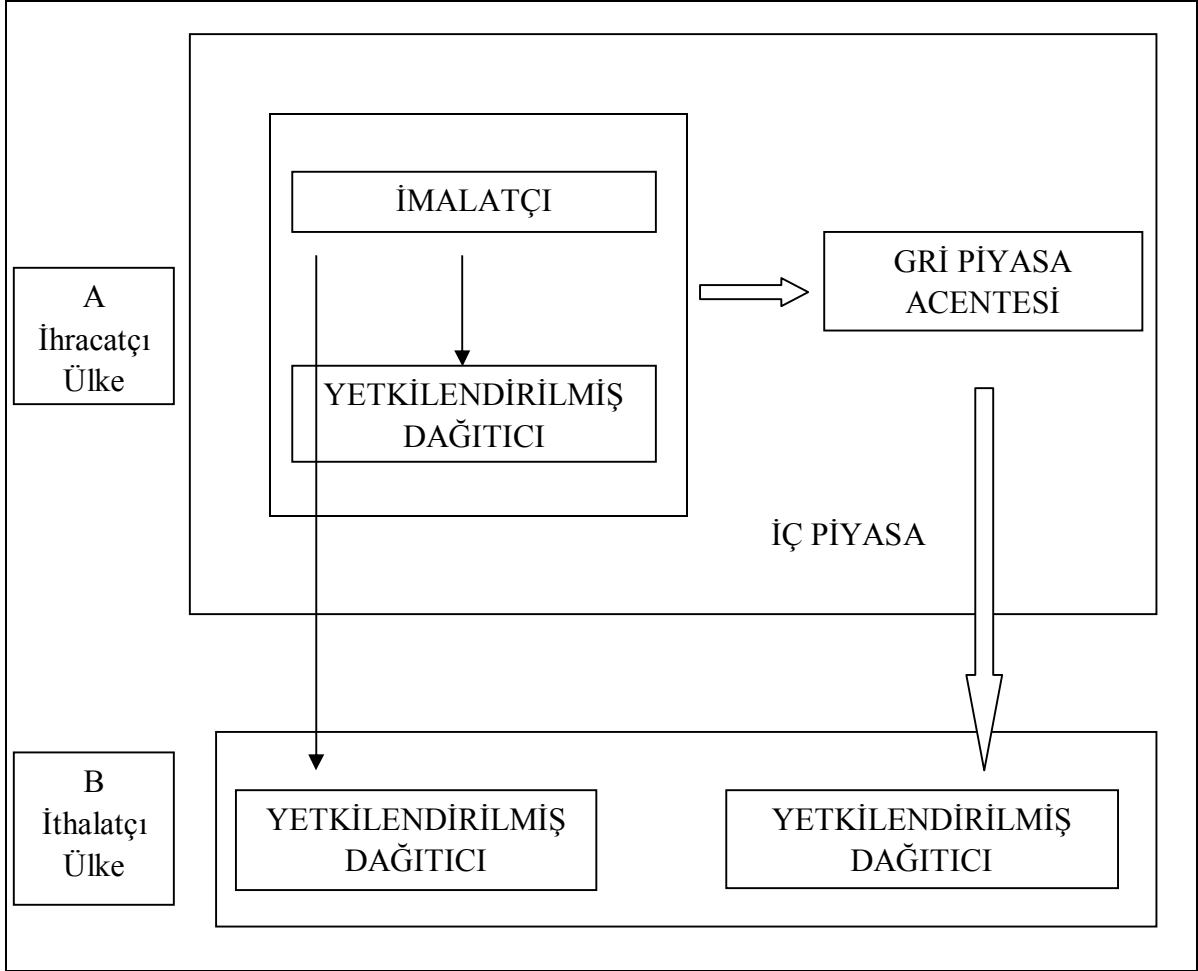 İMALATÇI
GRİ PİYASA
ACENTESİ
A
İhracatçı
Ülke
YETKİLENDİRİLMİŞ
DAĞITICI
İÇ PİYASA
B
İthalatçı
Ülke
YETKİLENDİRİLMİŞ
DAĞITICI
YETKİLENDİRİLMİŞ
DAĞITICI